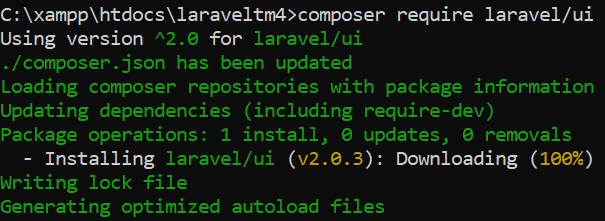 C:\xampp\htdocs\laraveltm4>composer require laravel/ui
Using version ^2.0 for laravel/ui
./composer.json has been updated
Loading composer repositories with package information
Updating dependencies (including require-dev)
Package operations: 1 install, 0 updates, 0 removals
  - Installing laravel/ui (v2.0.3): Downloading (100%)
Writing lock file
Generating optimized autoload files